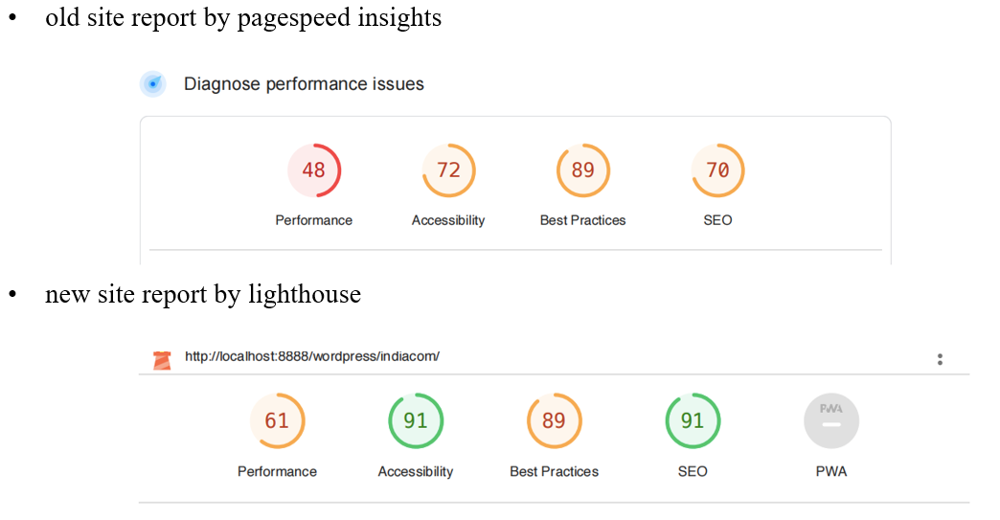 • old site report by pagespeed insights
Diagnose performance issues
48 72 89 70
Performance Accessibility Best Practices SEO
• new site report by lighthouse
http://localhost:8888/wordpress/indiacom/
61 91 89 91 PWA
Performance Accessibility Best Practices SEO PWA